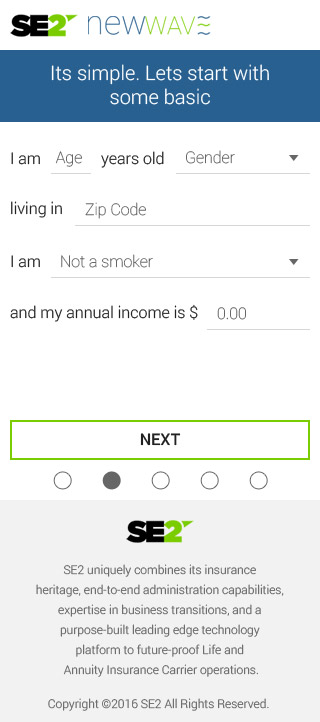 SE2 newwave
Its simple. Lets start with
some basic
I am Age years old Gender
living in Zip Code
I am Not a smoker
and my annual income is $ 0.00
NEXT
SE2
SE2 uniquely combines its insurance
heritage, end-to-end administration capabilities,
expertise in business transitions, and a
purpose-built leading edge technology
platform to future-proof Life and
Annuity Insurance Carrier operations.
Copyright ©2016 SE2 All Rights Reserved.